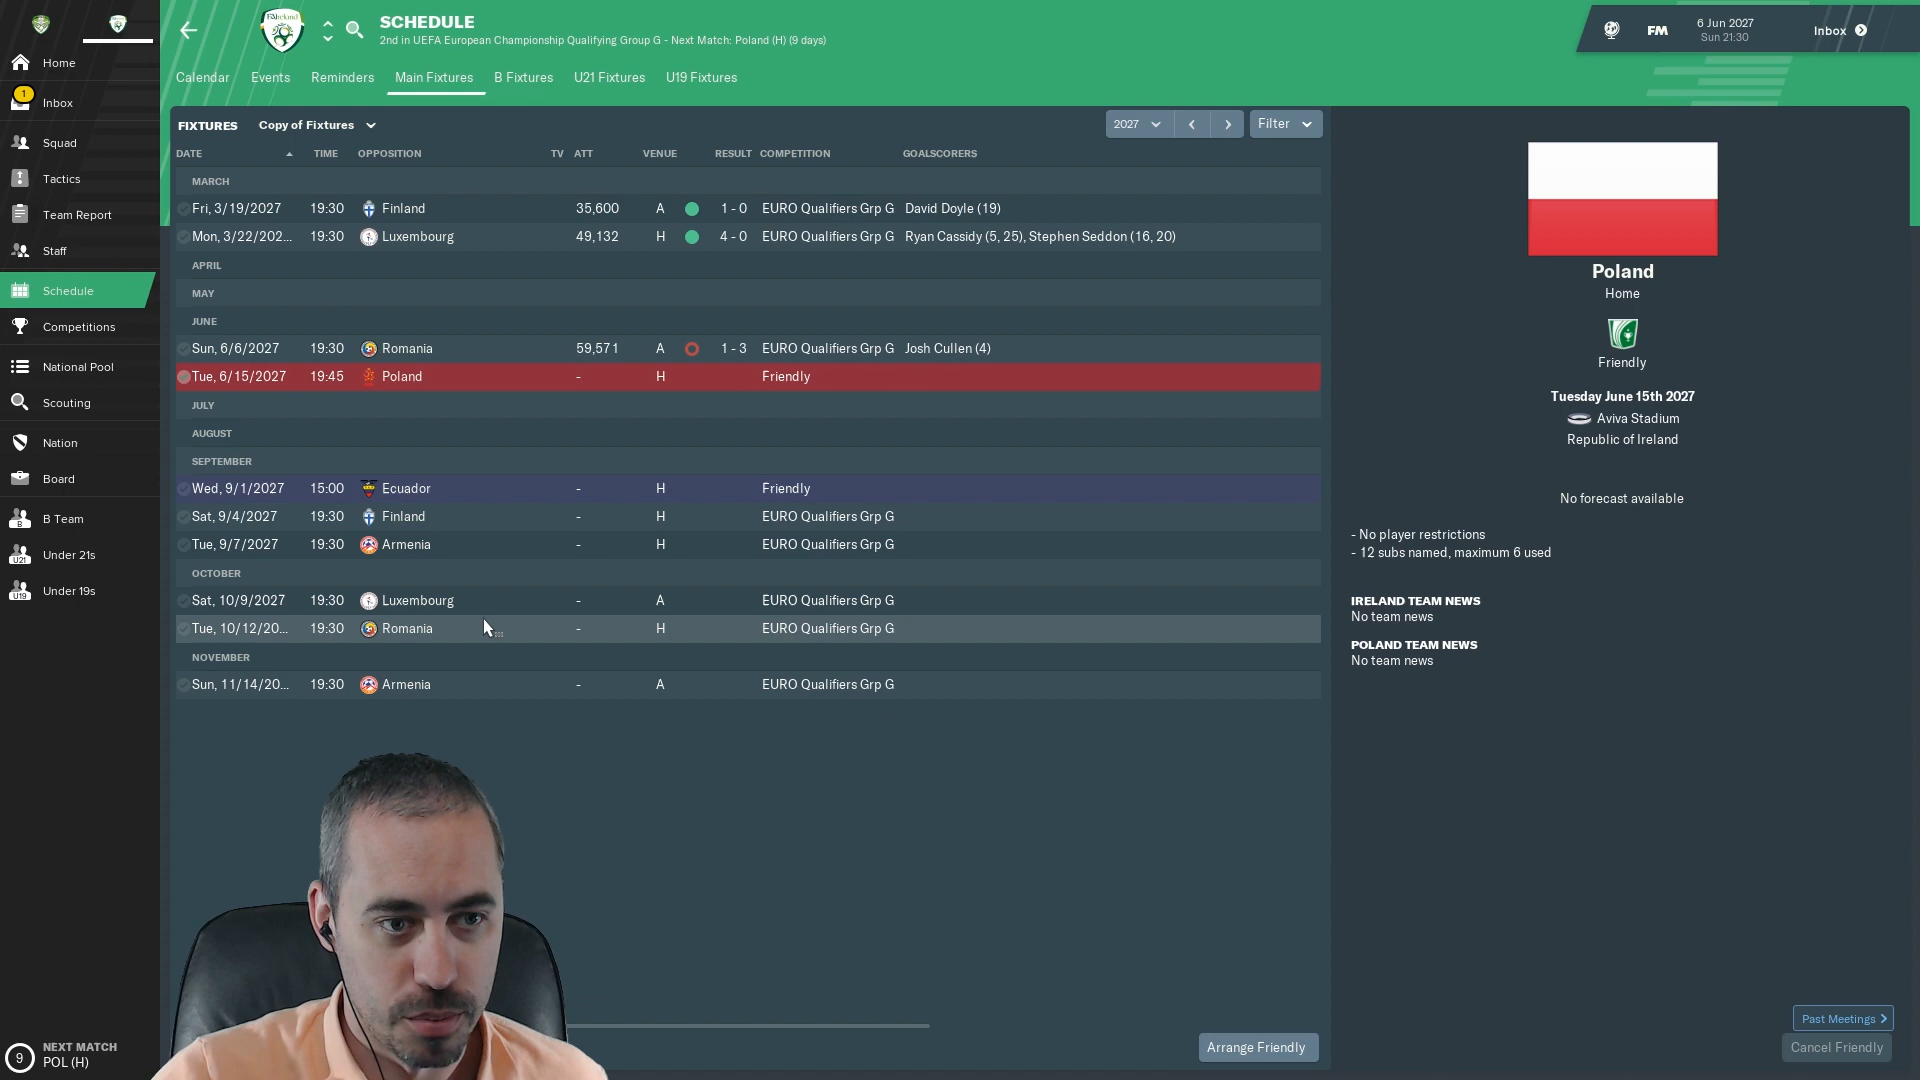 SCHEDULE
2nd in UEFA European Championship Qualifying Group G - Next Match: Poland (H) (9 days)
FM
6 Jun 2027
Sun 21:30
Inbox
Home
1
Inbox
Squad
Tactics
Team Report
Staff
Schedule
Competitions
National Pool
Scouting
Nation
Board
B
B Team
U21
Under 21s
U19
Under 19s
9
NEXT MATCH
POL (H)
Calendar Events Reminders Main Fixtures B Fixtures U21 Fixtures U19 Fixtures
FIXTURES Copy of Fixtures 2027 Filter
DATE TIME OPPOSITION TV ATT VENUE RESULT COMPETITION GOALSCORERS
MARCH
Fri, 3/19/2027 19:30 Finland 35,600 A 1 - 0 EURO Qualifiers Grp G David Doyle (19)
Mon, 3/22/202... 19:30 Luxembourg 49,132 H 4 - 0 EURO Qualifiers Grp G Ryan Cassidy (5, 25), Stephen Seddon (16, 20)
APRIL
MAY
JUNE
Sun, 6/6/2027 19:30 Romania 59,571 A 1 - 3 EURO Qualifiers Grp G Josh Cullen (4)
Tue, 6/15/2027 19:45 Poland - H Friendly
JULY
AUGUST
SEPTEMBER
Wed, 9/1/2027 15:00 Ecuador - H Friendly
Sat, 9/4/2027 19:30 Finland - H EURO Qualifiers Grp G
Tue, 9/7/2027 19:30 Armenia - H EURO Qualifiers Grp G
OCTOBER
Sat, 10/9/2027 19:30 Luxembourg - A EURO Qualifiers Grp G
Tue, 10/12/20... 19:30 Romania - H EURO Qualifiers Grp G
NOVEMBER
Sun, 11/14/20... 19:30 Armenia - A EURO Qualifiers Grp G
Arrange Friendly
Poland
Home
Friendly
Tuesday June 15th 2027
Aviva Stadium
Republic of Ireland
No forecast available
- No player restrictions
- 12 subs named, maximum 6 used
IRELAND TEAM NEWS
No team news
POLAND TEAM NEWS
No team news
Past Meetings
Cancel Friendly